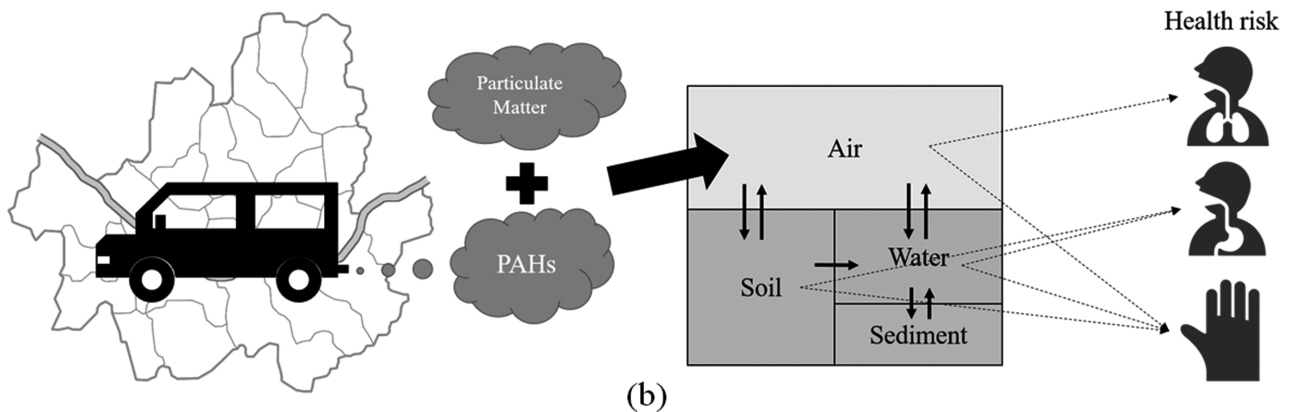 Health risk
Particulate
Matter
PAHs
Air
Soil
Water
Sediment
(b)